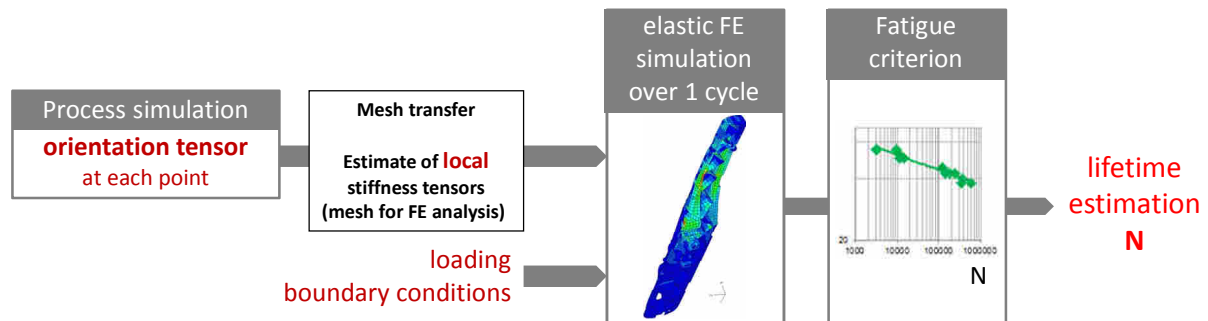 Process simulation
orientation tensor
at each point
Mesh transfer
Estimate of local
stiffness tensors
(mesh for FE analysis)
loading
boundary conditions
elastic FE
simulation
over 1 cycle
Fatigue
criterion
20
1000 10000 100000 1000000
N
lifetime
estimation
N